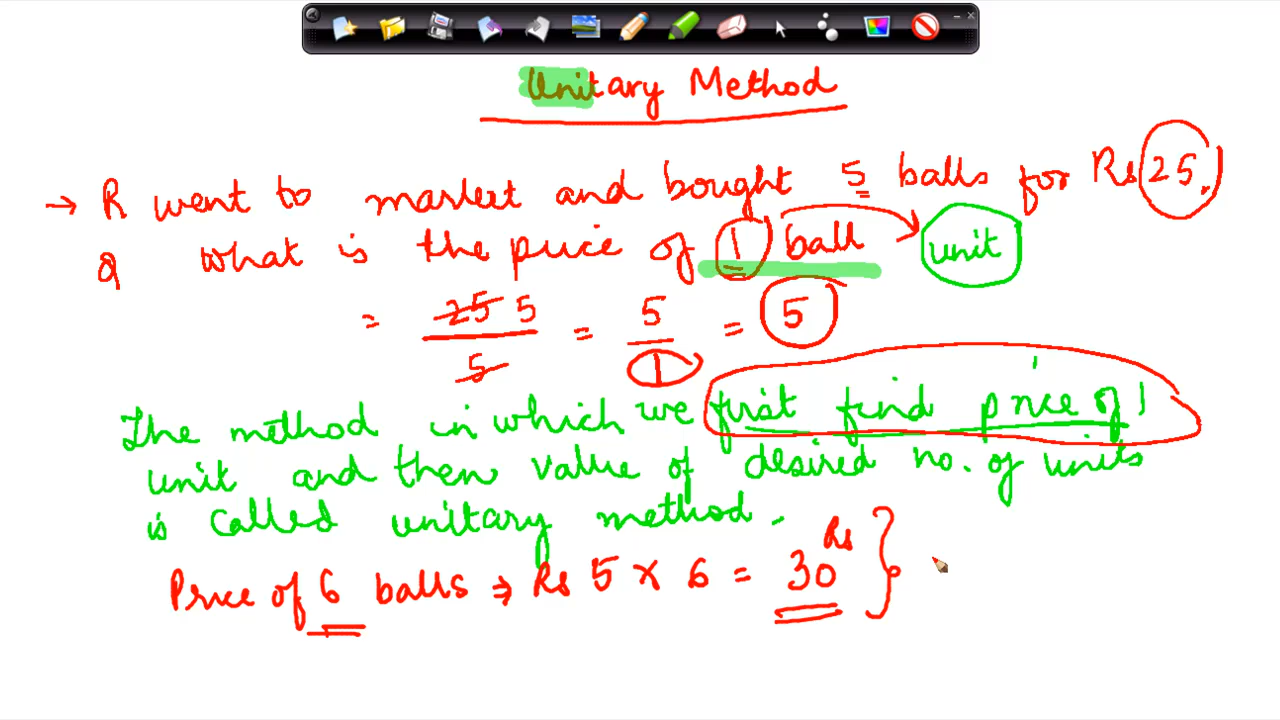 Unitary Method
→ R went to market and bought 5 balls for Rs 25.
Q what is the price of 1 ball unit
= 25 5 / 5 = 5 / 1 = 5
The method in which we first find price of 1
unit and then value of desired no. of units
is called unitary method.
Price of 6 balls ⇒ Rs 5 × 6 = 30 Rs